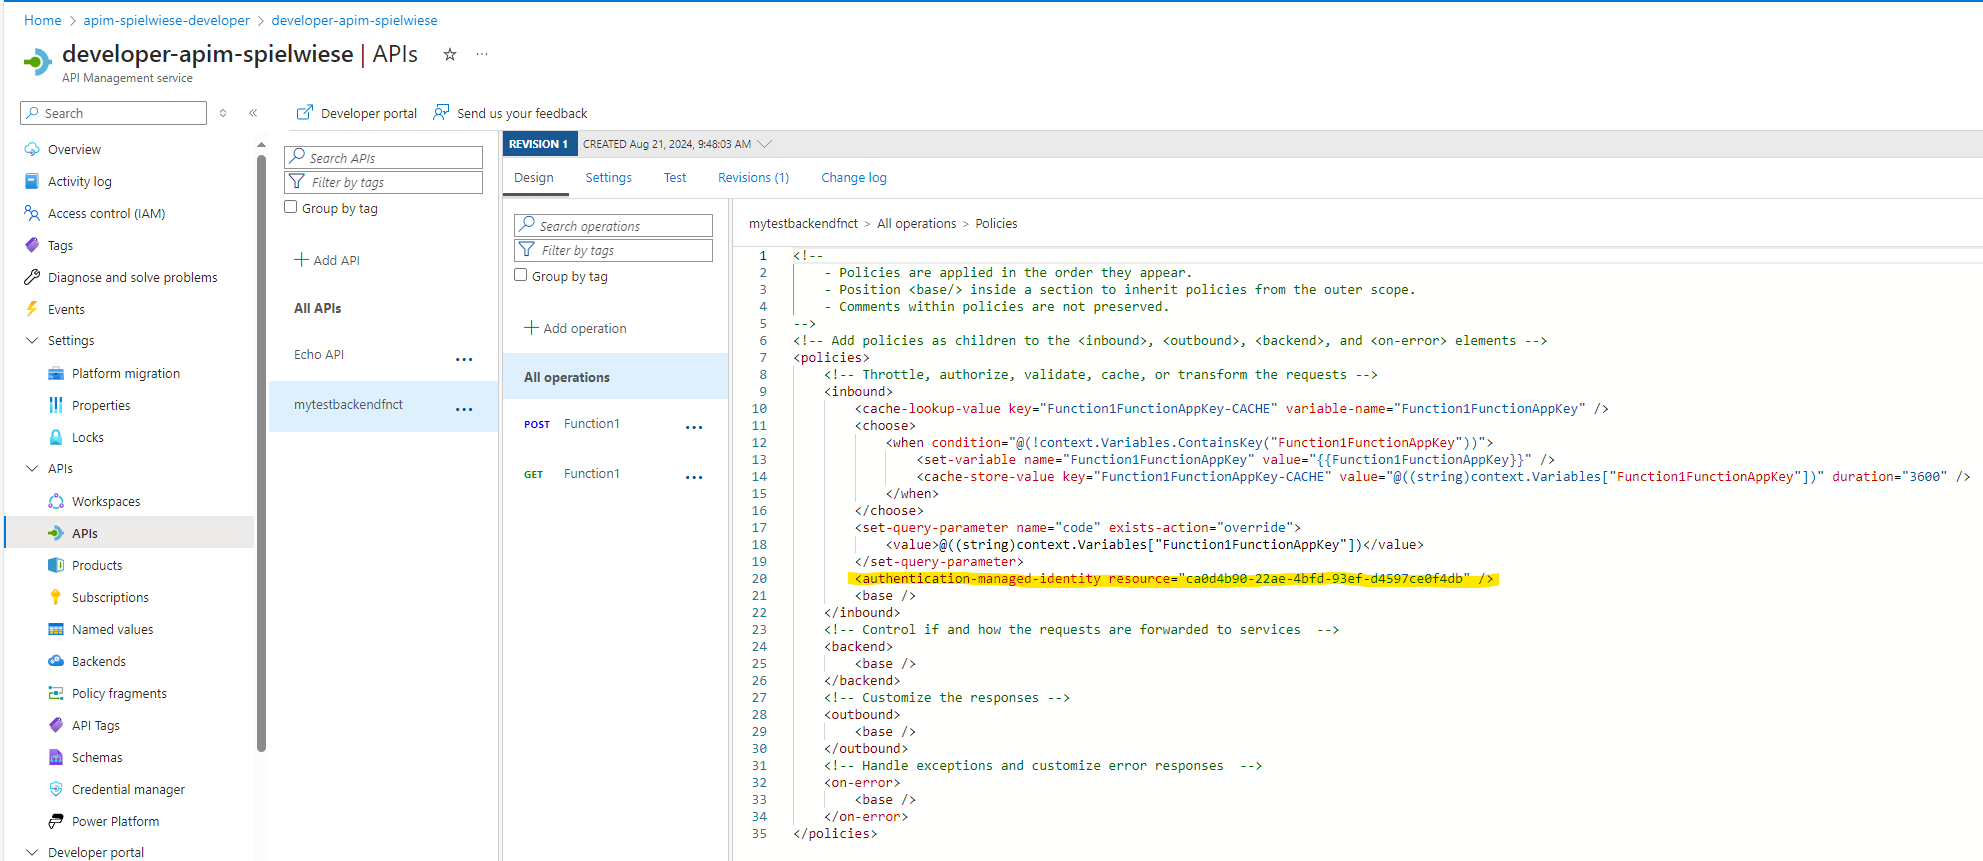 Home > apim-spielwiese-developer > developer-apim-spielwiese
developer-apim-spielwiese | APIs
API Management service
Search
Overview
Activity log
Access control (IAM)
Tags
Diagnose and solve problems
Events
Settings
Platform migration
Properties
Locks
APIs
Workspaces
APIs
Products
Subscriptions
Named values
Backends
Policy fragments
API Tags
Schemas
Credential manager
Power Platform
Developer portal
Developer portal
Send us your feedback
Search APIs
Filter by tags
Group by tag
Add API
All APIs
Echo API
mytestbackendfnct
REVISION 1
CREATED Aug 21, 2024, 9:48:03 AM
Design
Settings
Test
Revisions (1)
Change log
Search operations
Filter by tags
Group by tag
Add operation
All operations
POST Function1
GET Function1
mytestbackendfnct > All operations > Policies
1 <!--
2 - Policies are applied in the order they appear.
3 - Position <base/> inside a section to inherit policies from the outer scope.
4 - Comments within policies are not preserved.
5 -->
6 <!-- Add policies as children to the <inbound>, <outbound>, <backend>, and <on-error> elements -->
7 <policies>
8 <!-- Throttle, authorize, validate, cache, or transform the requests -->
9 <inbound>
10 <cache-lookup-value key="Function1FunctionAppKey-CACHE" variable-name="Function1FunctionAppKey" />
11 <choose>
12 <when condition="@(!context.Variables.ContainsKey("Function1FunctionAppKey"))">
13 <set-variable name="Function1FunctionAppKey" value="{{Function1FunctionAppKey}}" />
14 <cache-store-value key="Function1FunctionAppKey-CACHE" value="@((string)context.Variables["Function1FunctionAppKey"])" duration="3600" />
15 </when>
16 </choose>
17 <set-query-parameter name="code" exists-action="override">
18 <value>@((string)context.Variables["Function1FunctionAppKey"])</value>
19 </set-query-parameter>
20 <authentication-managed-identity resource="ca0d4b90-22ae-4bfd-93ef-d4597ce0f4db" />
21 <base />
22 </inbound>
23 <!-- Control if and how the requests are forwarded to services  -->
24 <backend>
25 <base />
26 </backend>
27 <!-- Customize the responses -->
28 <outbound>
29 <base />
30 </outbound>
31 <!-- Handle exceptions and customize error responses  -->
32 <on-error>
33 <base />
34 </on-error>
35 </policies>